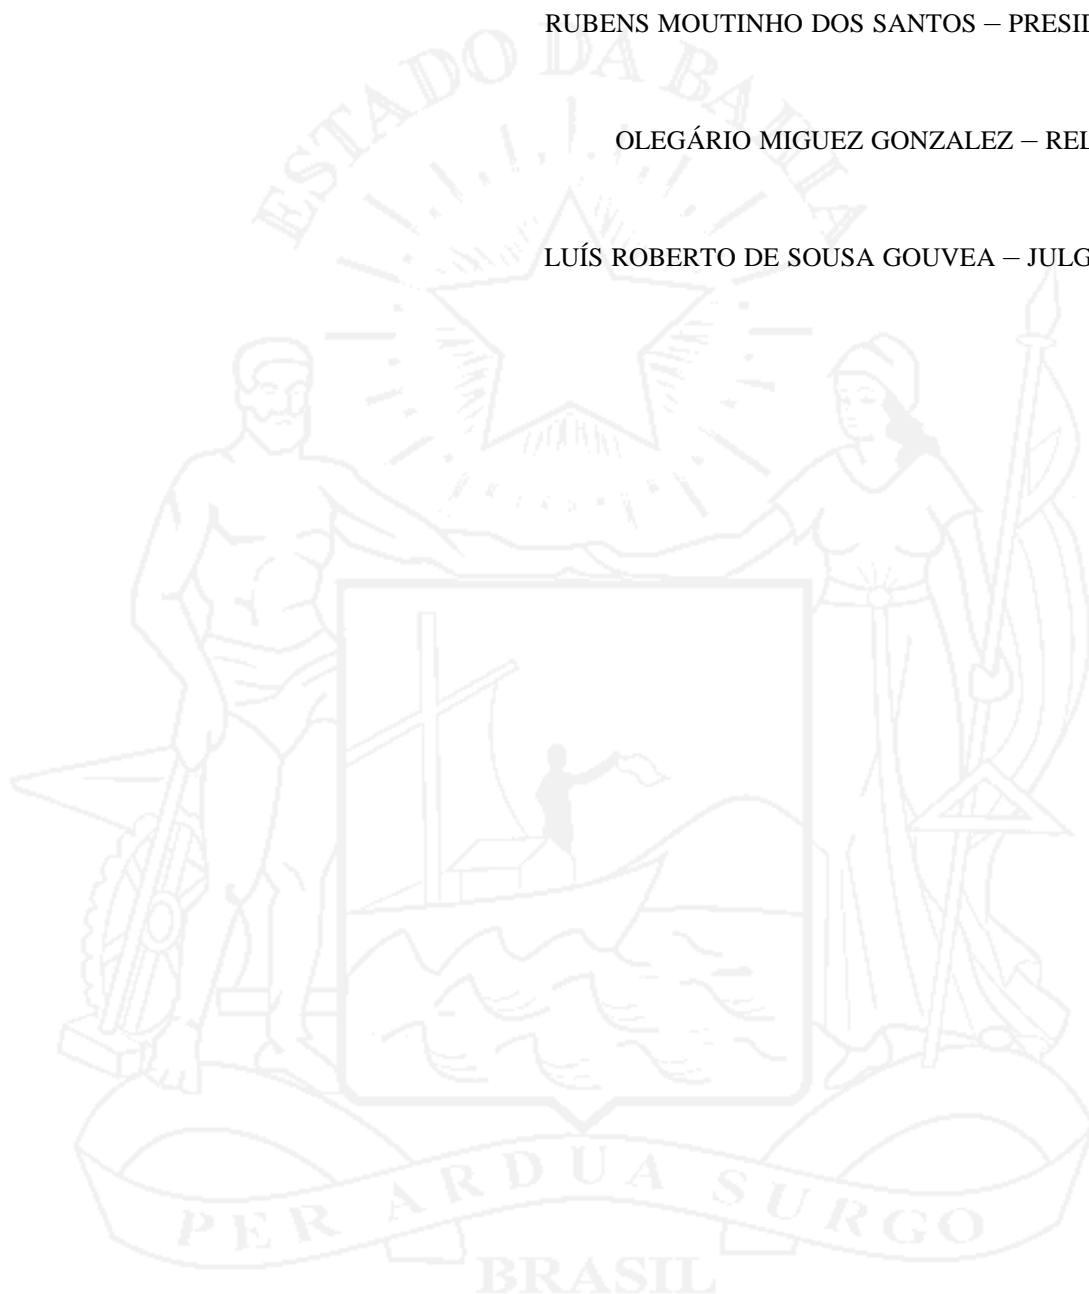 RUBENS MOUTINHO DOS SANTOS – PRESI
OLEGÁRIO MIGUEZ GONZALEZ – REL
LUÍS ROBERTO DE SOUSA GOUVEA – JULG
ESTADO DA BAHIA
PER ARDUA SURGO
BRASIL